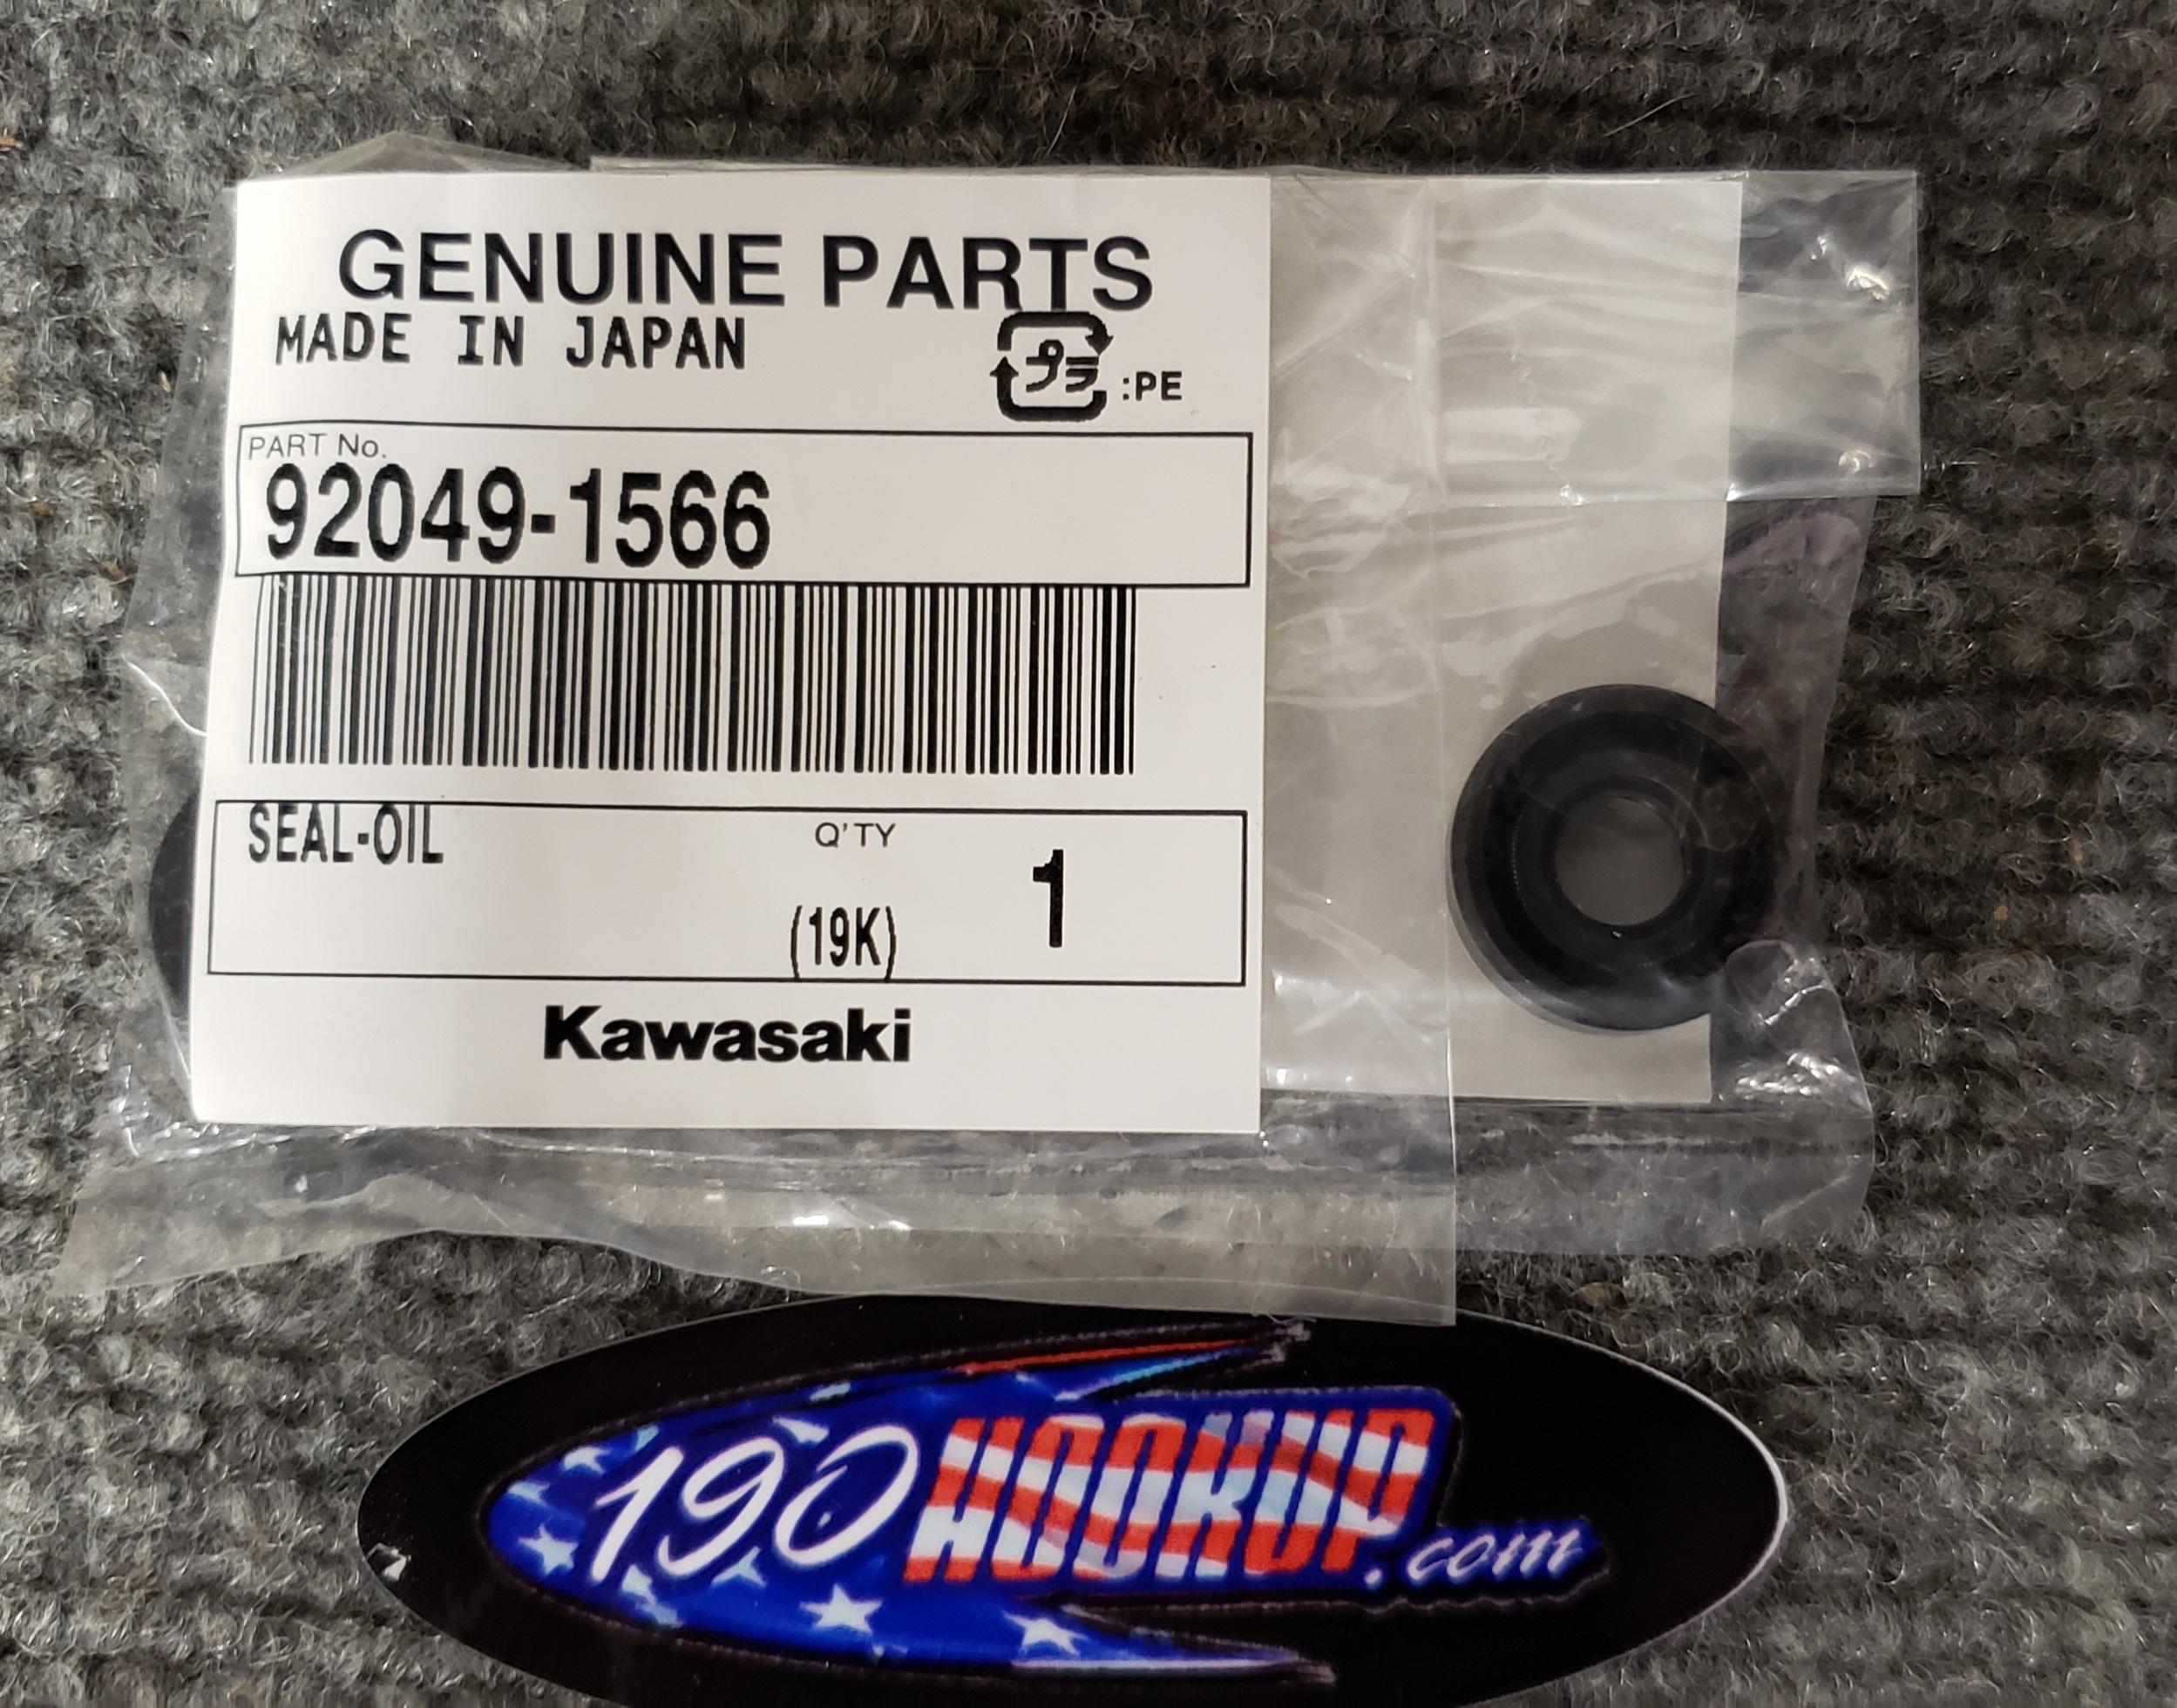 GENUINE PARTS
MADE IN JAPAN
プラ :PE
PART No.
92049-1566
SEAL-OIL Q'TY
(19K) 1
Kawasaki
190HOOKUP.com